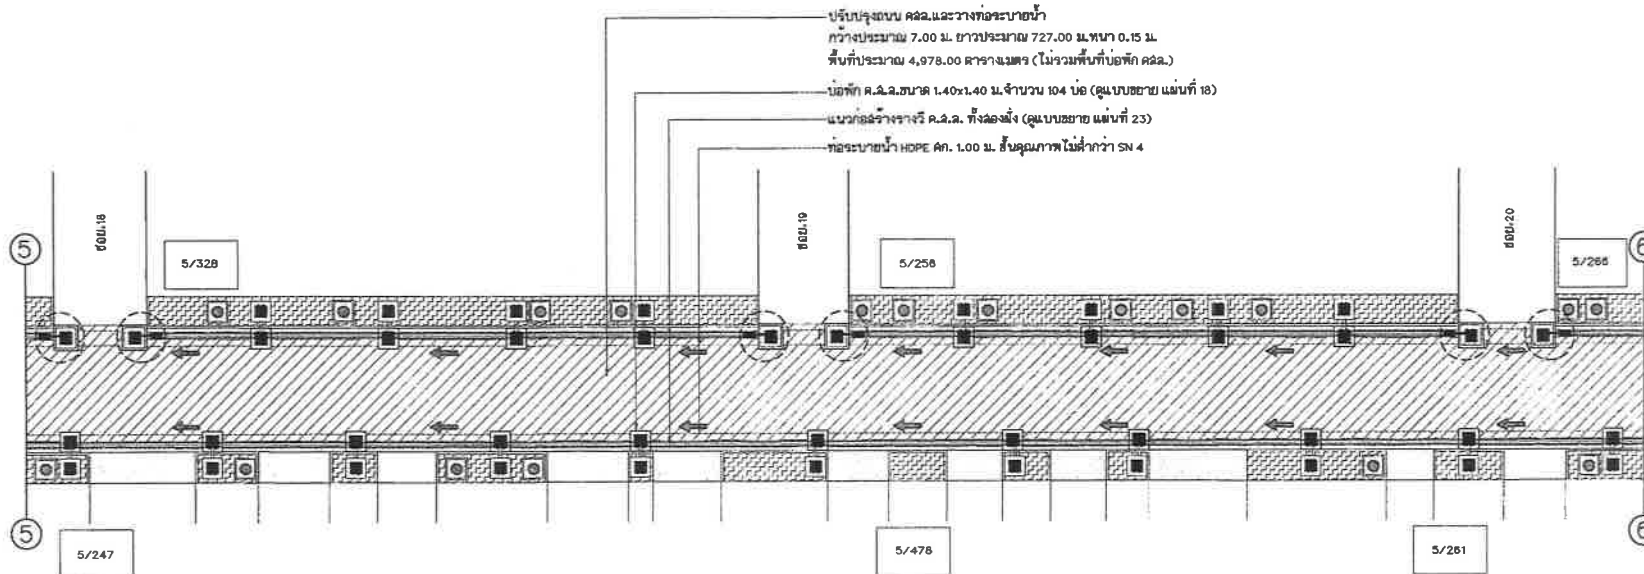 ปรับปรุงถนน คสล.และวางท่อระบายน้ำ
กว้างประมาณ 7.00 ม. ยาวประมาณ 727.00 ม.หนา 0.15 ม.
พื้นที่ประมาณ 4,978.00 ตารางเมตร (ไม่รวมพื้นที่บ่อพัก คสล.)
บ่อพัก ค.ส.ล.ขนาด 1.40x1.40 ม.จำนวน 104 บ่อ (ดูแบบขยาย แผ่นที่ 18)
แนวก่อสร้างรางวี ค.ส.ล. ทั้งสองฝั่ง (ดูแบบขยาย แผ่นที่ 23)
ท่อระบายน้ำ HDPE ศก. 1.00 ม. ชั้นคุณภาพไม่ต่ำกว่า SN 4
ซอย.18
ซอย.19
ซอย.20
5
5/328
5/256
5/266
6
5
5/247
5/478
5/261
6